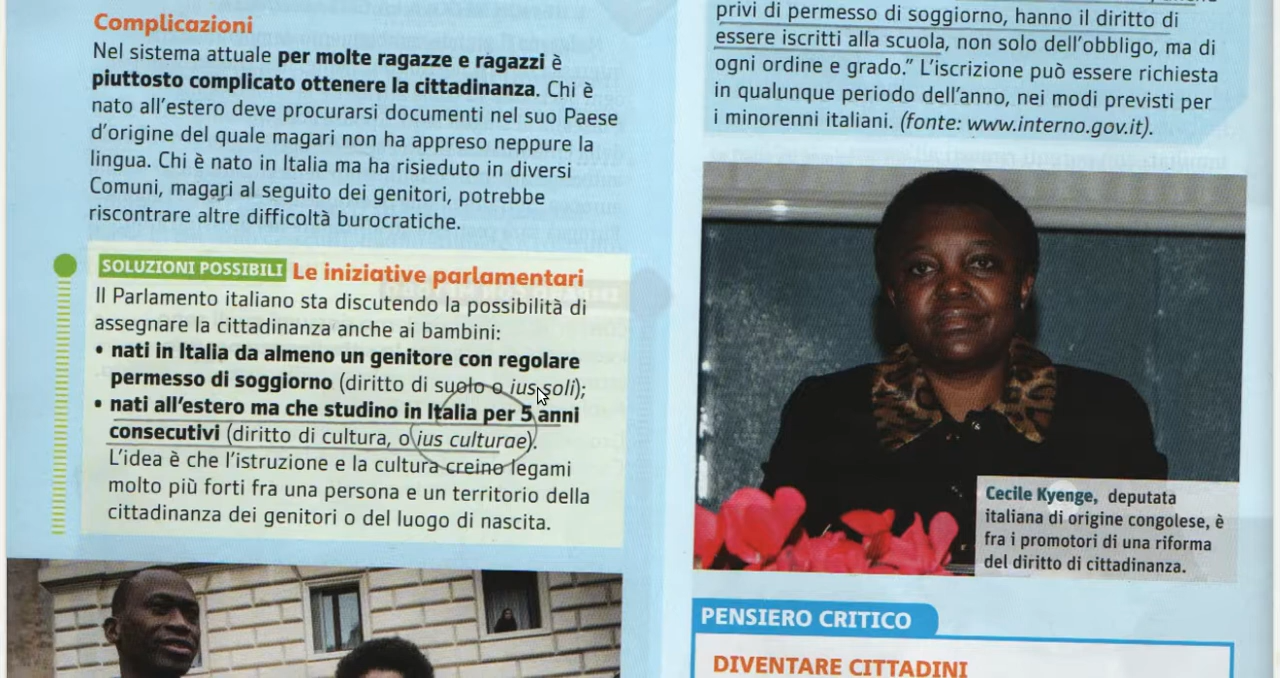 Complicazioni
Nel sistema attuale per molte ragazze e ragazzi è
piuttosto complicato ottenere la cittadinanza. Chi è
nato all'estero deve procurarsi documenti nel suo Paese
d'origine del quale magari non ha appreso neppure la
lingua. Chi è nato in Italia ma ha risieduto in diversi
Comuni, magari al seguito dei genitori, potrebbe
riscontrare altre difficoltà burocratiche.
SOLUZIONI POSSIBILI Le iniziative parlamentari
Il Parlamento italiano sta discutendo la possibilità di
assegnare la cittadinanza anche ai bambini:
• nati in Italia da almeno un genitore con regolare
permesso di soggiorno (diritto di suolo o ius soli);
• nati all'estero ma che studino in Italia per 5 anni
consecutivi (diritto di cultura, o ius culturae).
L'idea è che l'istruzione e la cultura creino legami
molto più forti fra una persona e un territorio della
cittadinanza dei genitori o del luogo di nascita.
privi di permesso di soggiorno, hanno il diritto di
essere iscritti alla scuola, non solo dell'obbligo, ma di
ogni ordine e grado." L'iscrizione può essere richiesta
in qualunque periodo dell'anno, nei modi previsti per
i minorenni italiani. (fonte: www.interno.gov.it).
Cecile Kyenge, deputata
italiana di origine congolese, è
fra i promotori di una riforma
del diritto di cittadinanza.
PENSIERO CRITICO
DIVENTARE CITTADINI